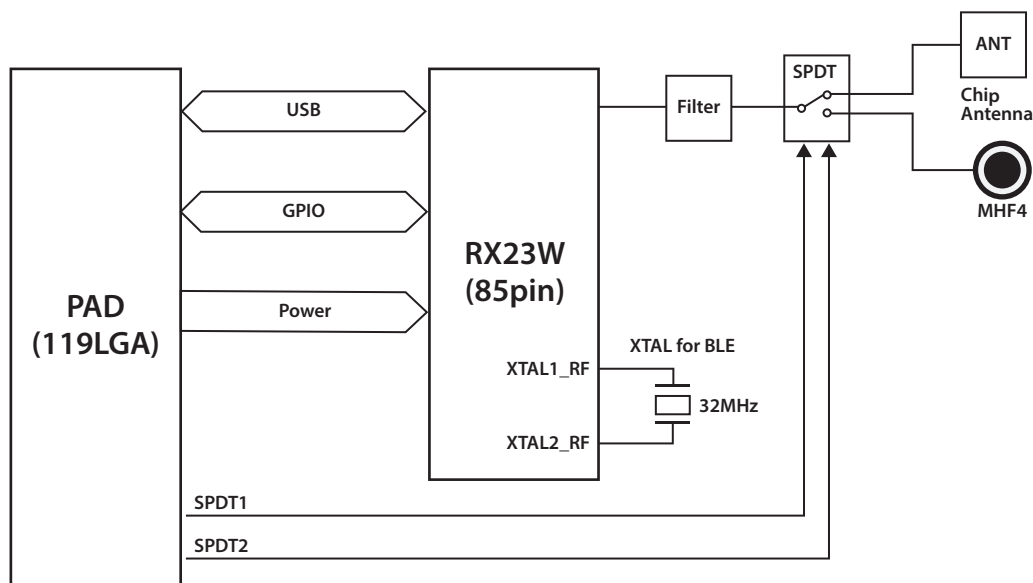 ANT
SPDT
Chip
Antenna
USB
Filter
GPIO
MHF4
RX23W
(85pin)
PAD
(119LGA)
Power
XTAL for BLE
XTAL1_RF
32MHz
XTAL2_RF
SPDT1
SPDT2